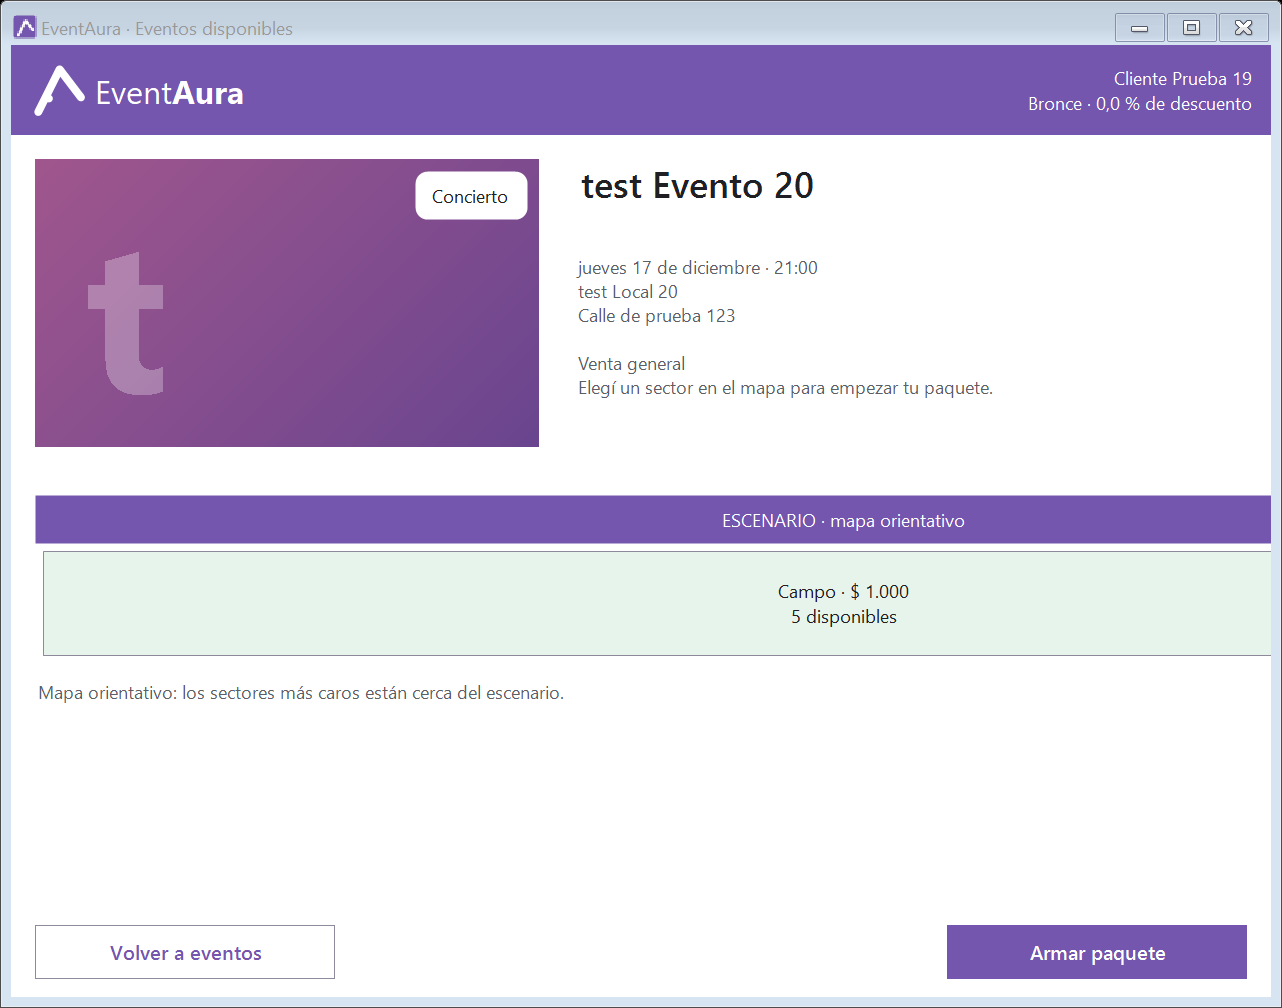 EventAura · Eventos disponibles
EventAura
Cliente Prueba 19
Bronce · 0,0 % de descuento
Concierto
t
test Evento 20
jueves 17 de diciembre · 21:00
test Local 20
Calle de prueba 123
Venta general
Elegí un sector en el mapa para empezar tu paquete.
ESCENARIO · mapa orientativo
Campo · $ 1.000
5 disponibles
Mapa orientativo: los sectores más caros están cerca del escenario.
Volver a eventos
Armar paquete